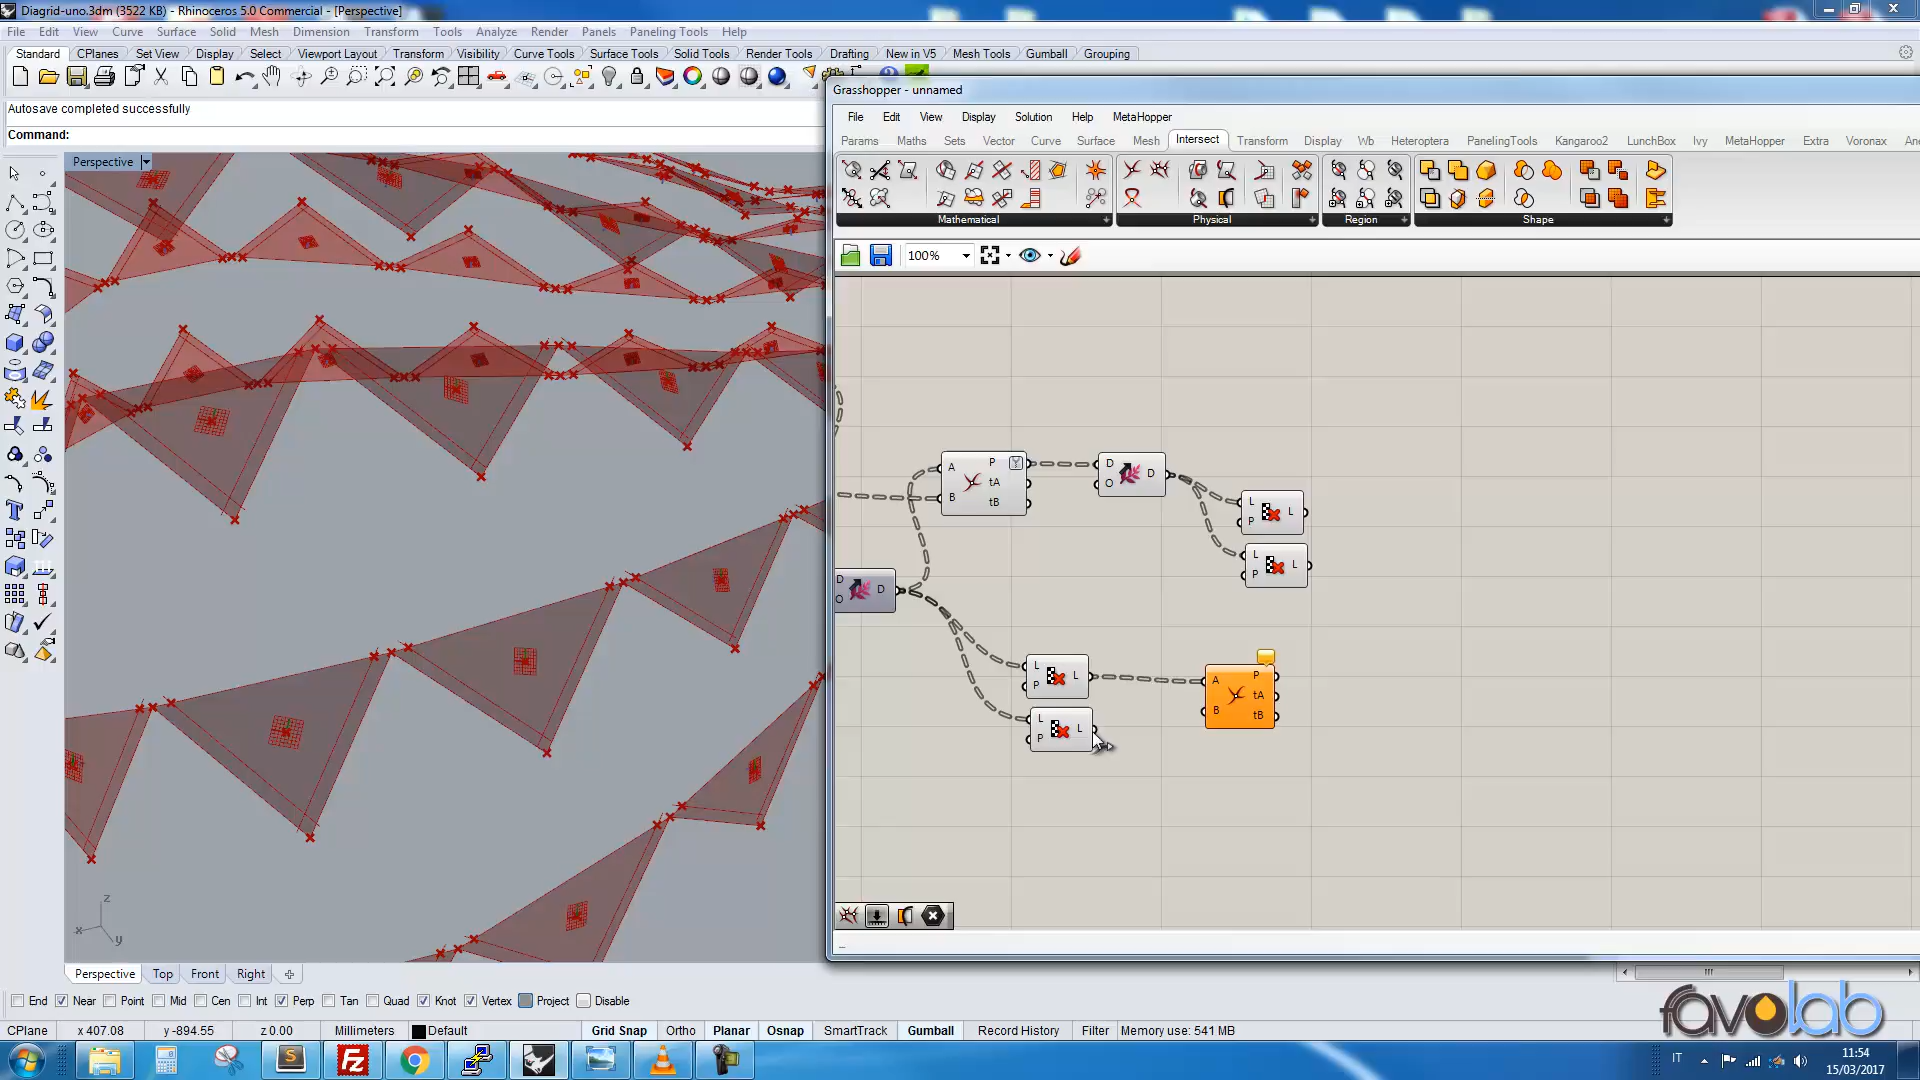 Diagrid-uno.3dm (3522 KB) - Rhinoceros 5.0 Commercial - [Perspective]
File Edit View Curve Surface Solid Mesh Dimension Transform Tools Analyze Render Panels Paneling Tools Help
Standard CPlanes Set View Display Select Viewport Layout Transform Visibility Curve Tools Surface Tools Solid Tools Render Tools Drafting New in V5 Mesh Tools Gumball Grouping
Autosave completed successfully
Command:
Perspective
Grasshopper - unnamed
File Edit View Display Solution Help MetaHopper
Params Maths Sets Vector Curve Surface Mesh Intersect Transform Display Wb Heteroptera PanelingTools Kangaroo2 LunchBox Ivy MetaHopper Extra Voronax
Mathematical Physical Region Shape
100%
A P
tA
B tB
D D
O
L L
P
L L
P
D D
O
L L
P
L L
P
A P
tA
B tB
z
x y
Perspective Top Front Right
End Near Point Mid Cen Int Perp Tan Quad Knot Vertex Project Disable
CPlane x 407.08 y -894.55 z 0.00 Millimeters Default Grid Snap Ortho Planar Osnap SmartTrack Gumball Record History Filter Memory use: 541 MB
favolab
IT 11:54
15/03/2017